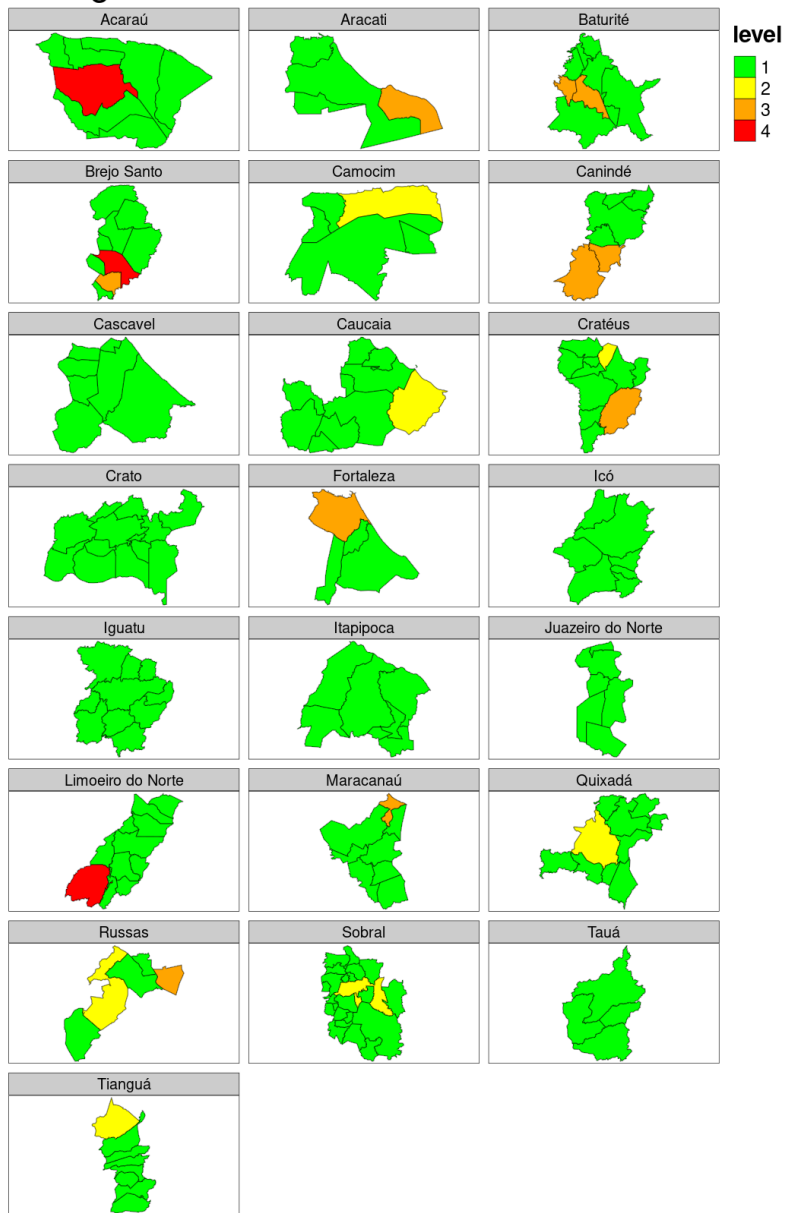 Acaraú Aracati Baturité
level
1
2
3
4
Brejo Santo Camocim Canindé
Cascavel Caucaia Cratéus
Crato Fortaleza Icó
Iguatu Itapipoca Juazeiro do Norte
Limoeiro do Norte Maracanaú Quixadá
Russas Sobral Tauá
Tianguá